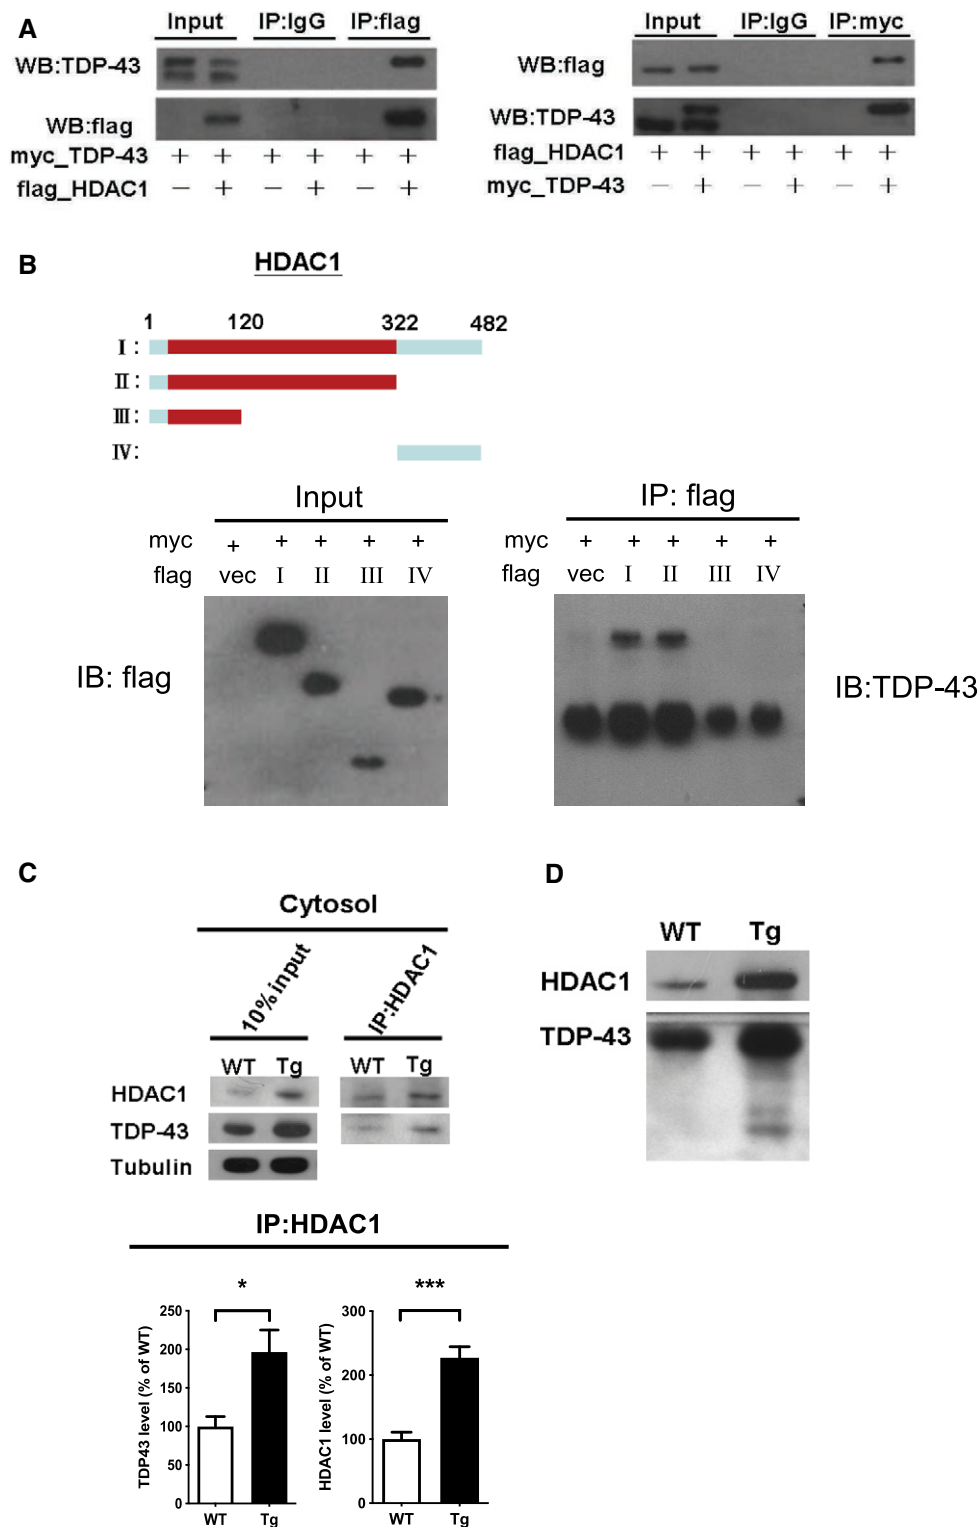 A
Input IP:IgG IP:flag
WB:TDP-43
WB:flag
myc_TDP-43 + + + + + +
flag_HDAC1 — + — + — +
Input IP:IgG IP:myc
WB:flag
WB:TDP-43
flag_HDAC1 + + + + + +
myc_TDP-43 — + — + — +
B
HDAC1
1 120 322 482
I :
II :
III :
IV:
Input
myc + + + + +
flag vec I II III IV
IB: flag
IP: flag
myc + + + + +
flag vec I II III IV
IB:TDP-43
C
Cytosol
10% input IP:HDAC1
WT Tg WT Tg
HDAC1
TDP-43
Tubulin
IP:HDAC1
*
TDP43 level (% of WT)
250
200
150
100
50
0
WT Tg
***
HDAC1 level (% of WT)
300
200
100
0
WT Tg
D
WT Tg
HDAC1
TDP-43